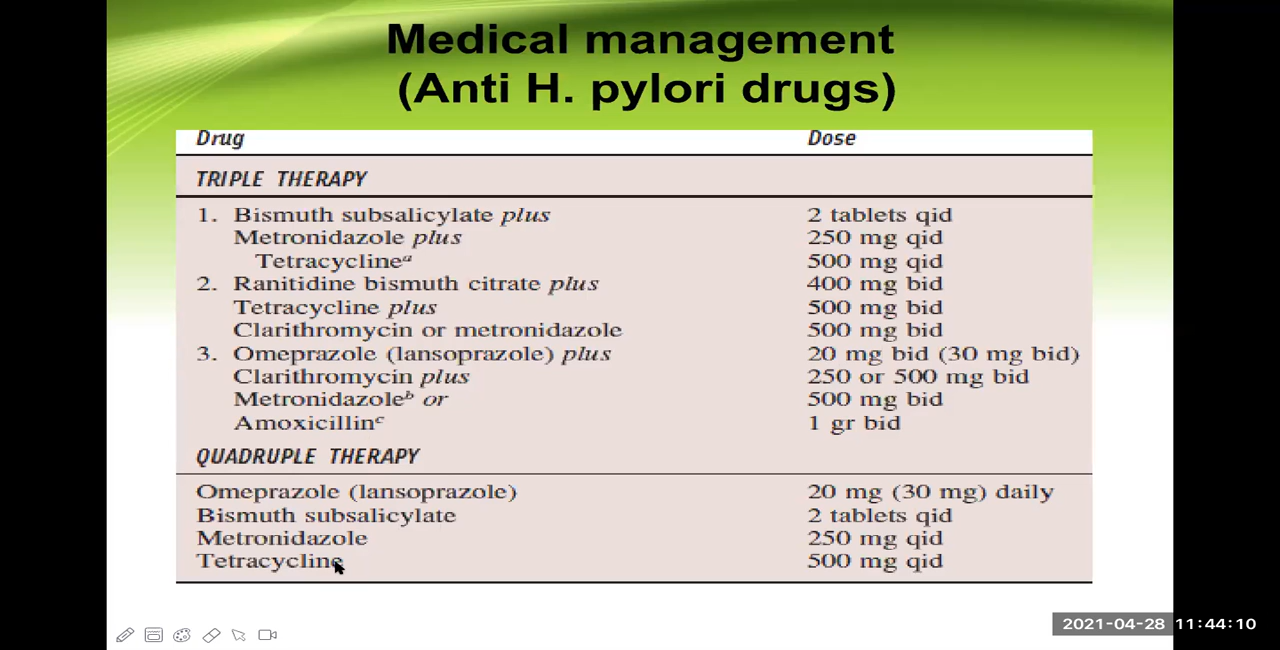 Medical management
(Anti H. pylori drugs)
Drug Dose
TRIPLE THERAPY
1. Bismuth subsalicylate plus 2 tablets qid
Metronidazole plus 250 mg qid
Tetracyclineᵃ 500 mg qid
2. Ranitidine bismuth citrate plus 400 mg bid
Tetracycline plus 500 mg bid
Clarithromycin or metronidazole 500 mg bid
3. Omeprazole (lansoprazole) plus 20 mg bid (30 mg bid)
Clarithromycin plus 250 or 500 mg bid
Metronidazoleᵇ or 500 mg bid
Amoxicillinᶜ 1 gr bid
QUADRUPLE THERAPY
Omeprazole (lansoprazole) 20 mg (30 mg) daily
Bismuth subsalicylate 2 tablets qid
Metronidazole 250 mg qid
Tetracycline 500 mg qid
2021-04-28 11:44:10